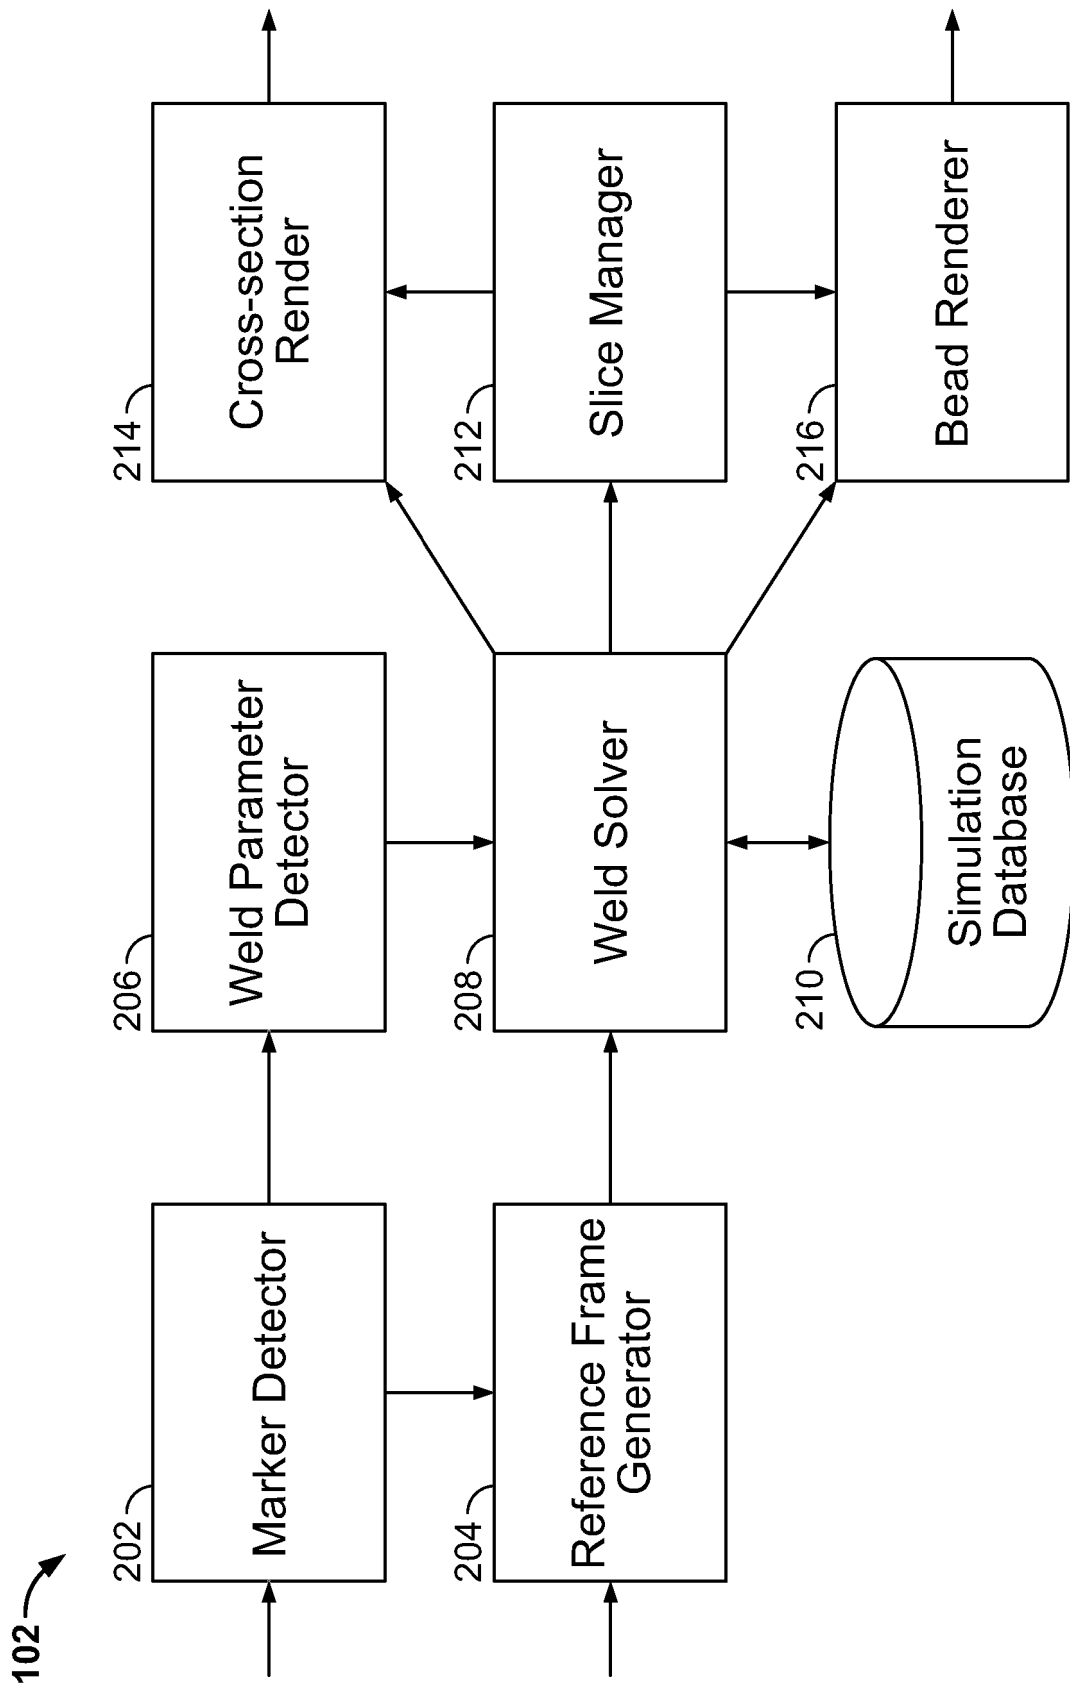 102
202
Marker Detector
206
Weld Parameter
Detector
214
Cross-section
Render
204
Reference Frame
Generator
208
Weld Solver
212
Slice Manager
210
Simulation
Database
216
Bead Renderer